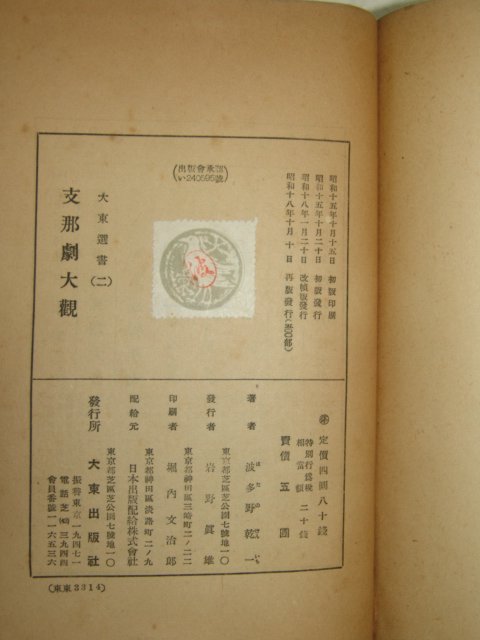 昭和十五年十月十五日　初版印刷
昭和十五年十月二十日　初版發行
昭和十八年一月二十日　改幀版發行
昭和十八年十月十日　再版發行
(出版會承認
い240595號)
大東選書(二)
支那劇大觀
定價四圓八十錢
特別行爲稅
相當額　二十錢
賣價五圓
著者　波多野乾一
發行者　東京都芝區芝公園七號地一〇
岩野眞雄
印刷者　東京都神田區三崎町二ノ二二
堀內文治郎
配給元　東京都神田區淡路町二ノ九
日本出版配給株式會社
發行所　東京都芝區芝公園七號地一〇
大東出版社
振替東京一九四七一
電話芝(43)三九四四
會員番號一一六五三六
(東東3314)